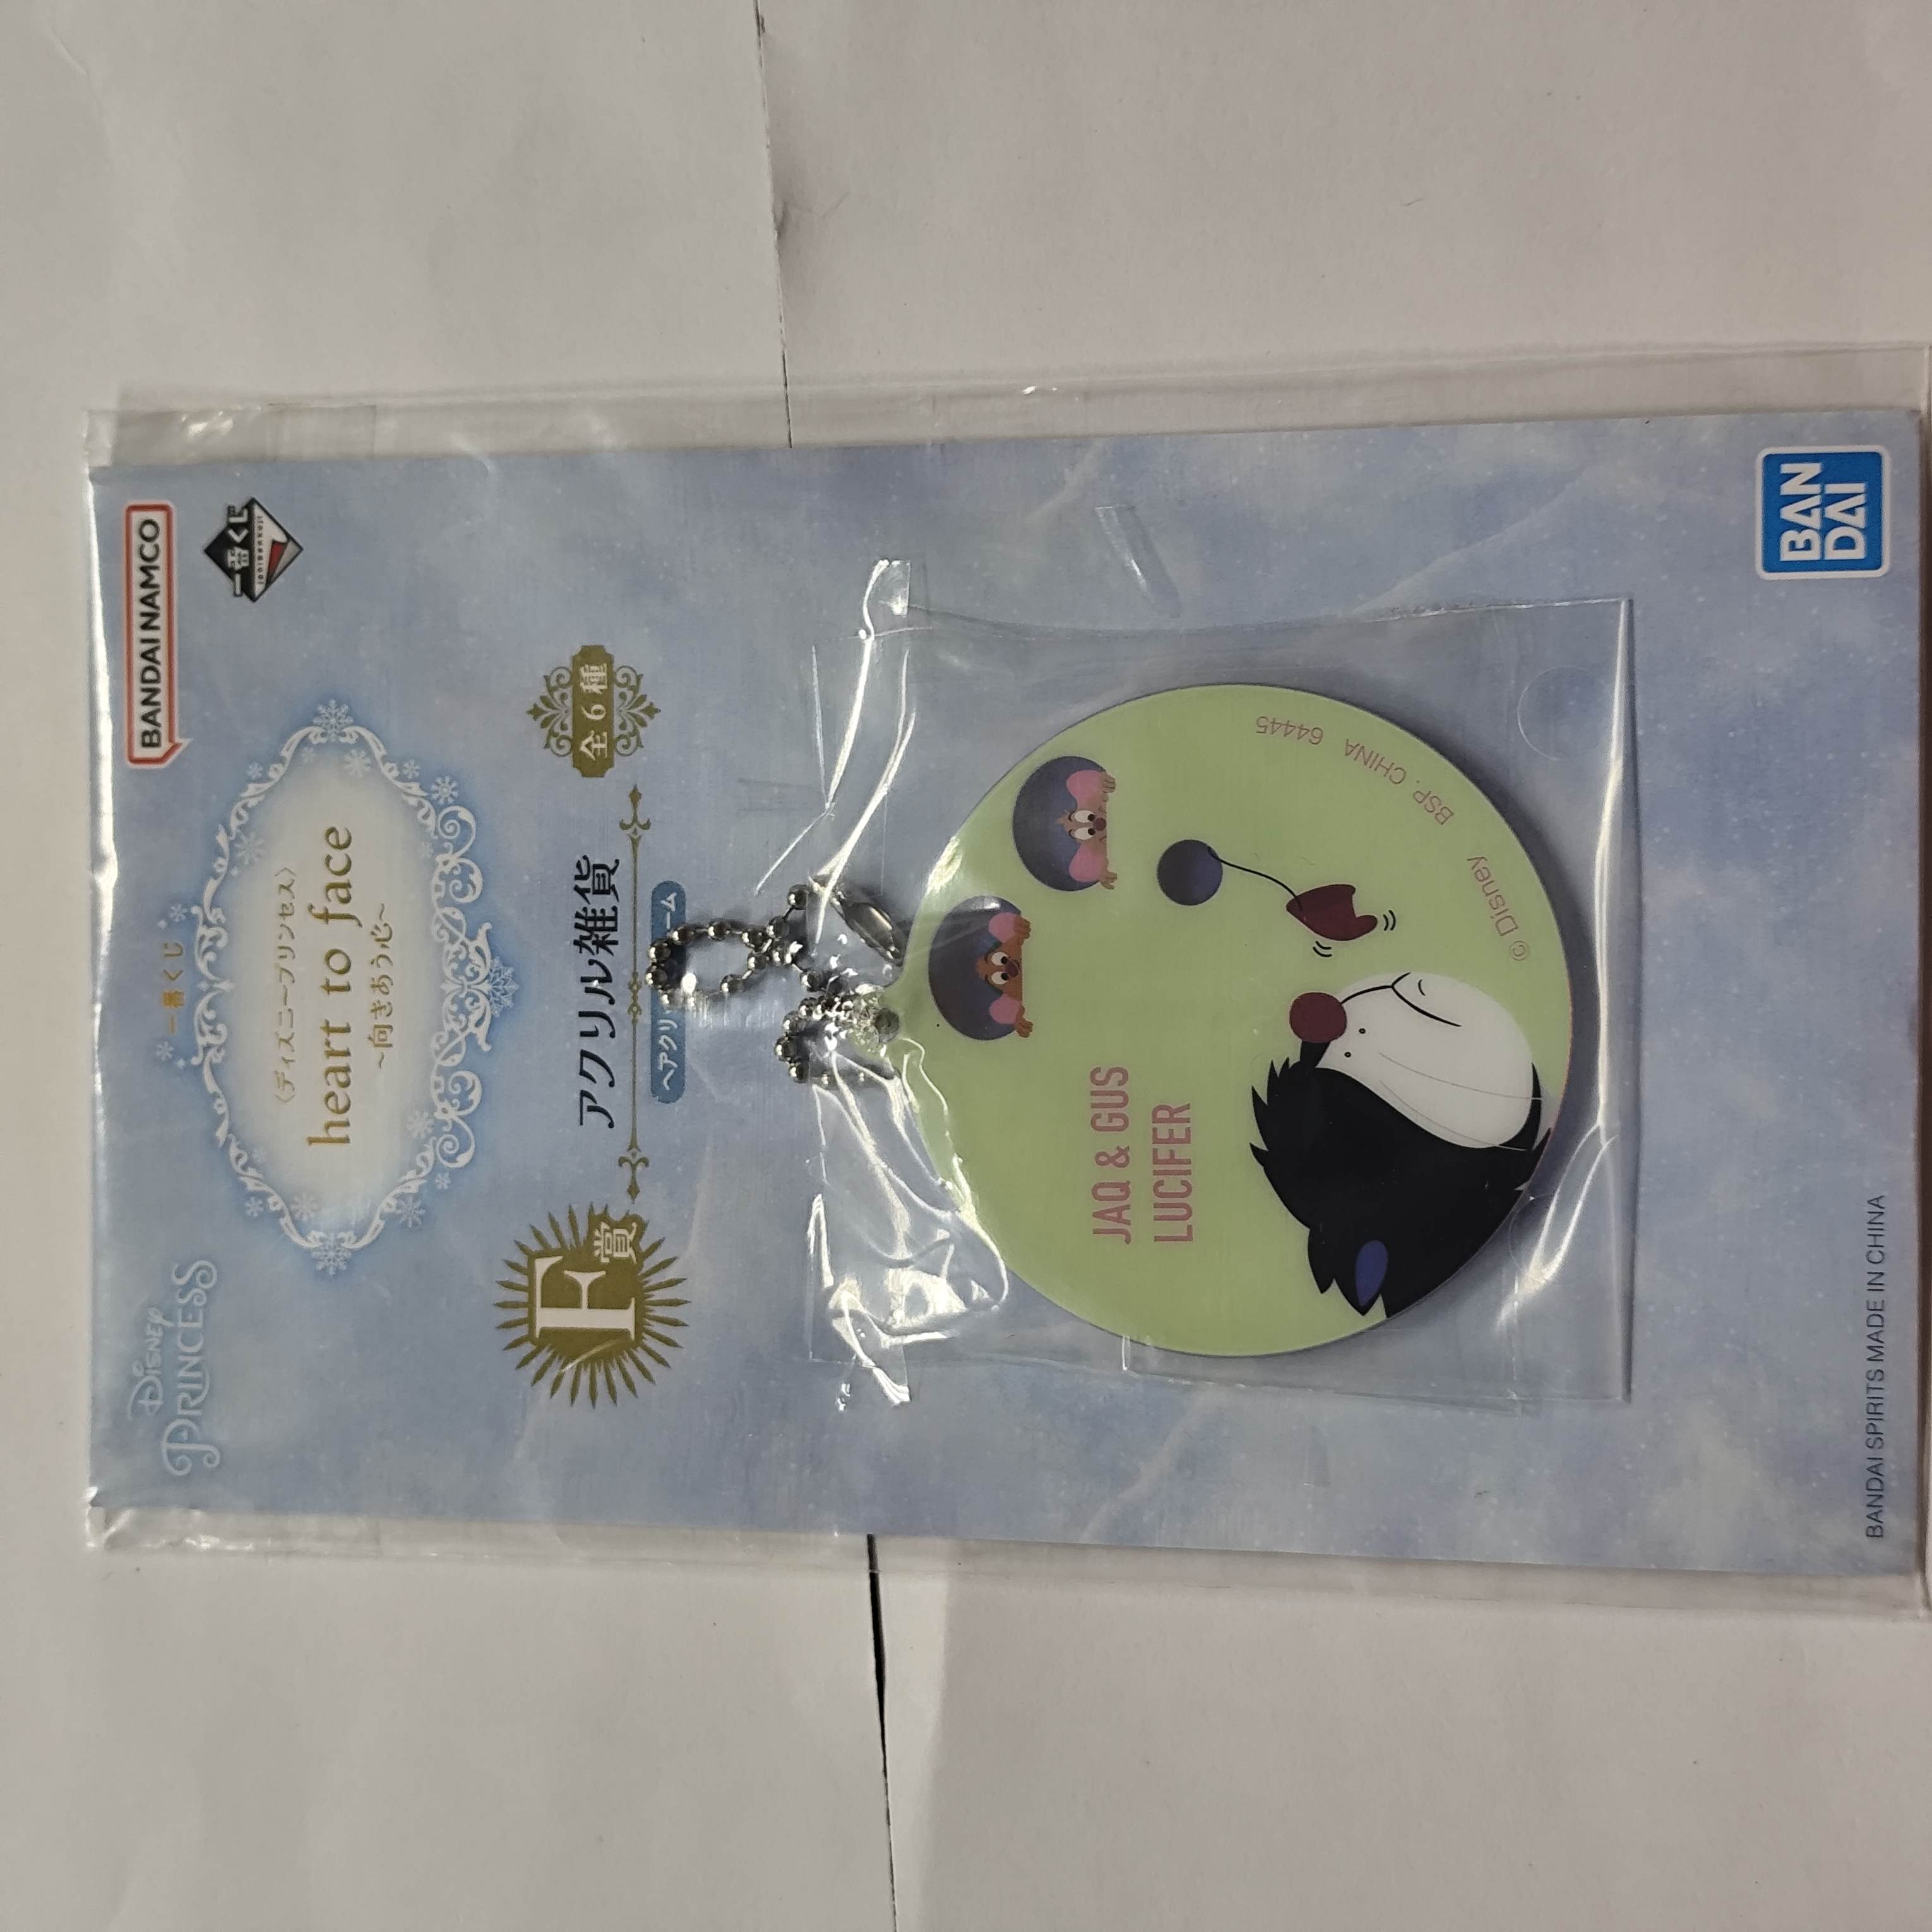 BANDAI NAMCO
Disney
PRINCESS
一番くじ
一番くじ
ichibankuji
〈ディズニープリンセス〉
heart to face
～向きあう心～
F賞
アクリル雑貨
全6種
JAQ & GUS
LUCIFER
© Disney
BSP. CHINA 64445
BANDAI SPIRITS MADE IN CHINA
BAN
DAI